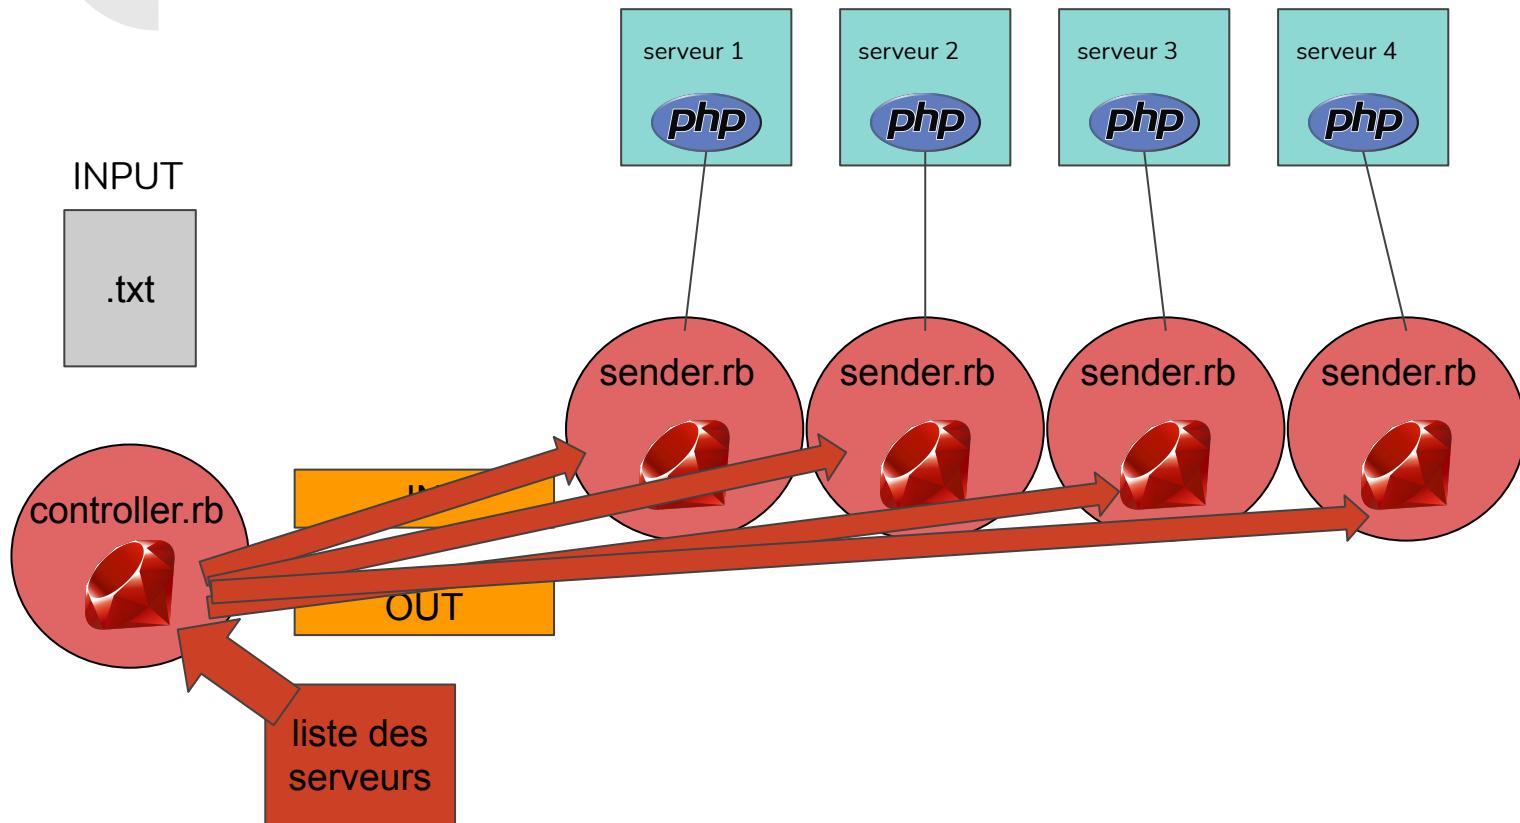 serveur 1
serveur 2
serveur 3
serveur 4
php
php
php
php
INPUT
.txt
sender.rb
sender.rb
sender.rb
sender.rb
controller.rb
OUT
liste des
serveurs